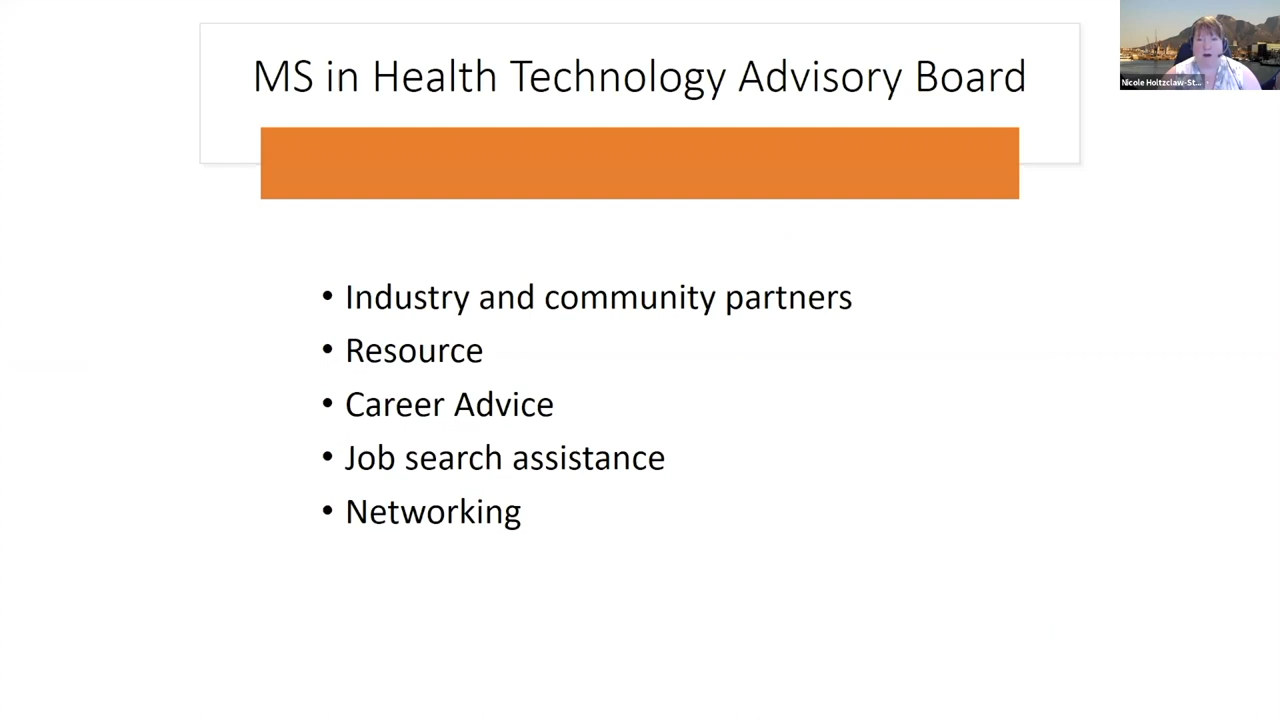 MS in Health Technology Advisory Board
Nicole Holtzclaw-St...
• Industry and community partners
• Resource
• Career Advice
• Job search assistance
• Networking